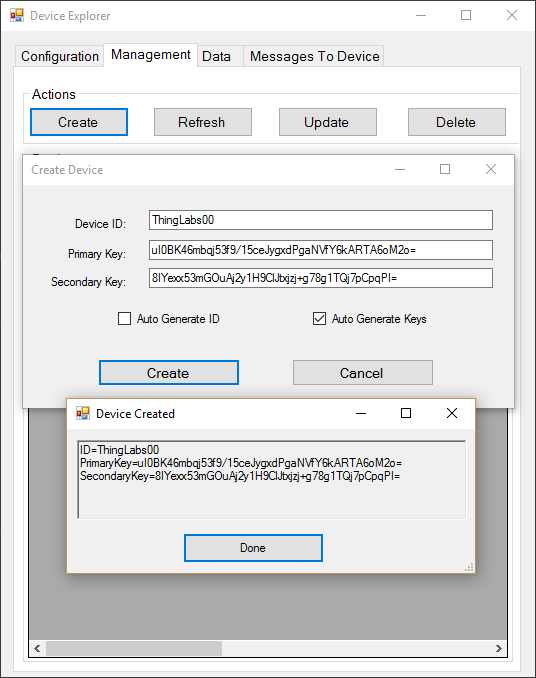 Device Explorer
Configuration Management Data Messages To Device
Actions
Create Refresh Update Delete
Create Device
Device ID: ThingLabs00
Primary Key: uI0BK46mbqj53f9/15ceJygxdPgaNVfY6kARTA6oM2o=
Secondary Key: 8IYexx53mGOuAj2y1H9ClJtxjzj+g78g1TQj7pCpqPI=
Auto Generate ID Auto Generate Keys
Create Cancel
Device Created
ID=ThingLabs00
PrimaryKey=uI0BK46mbqj53f9/15ceJygxdPgaNVfY6kARTA6oM2o=
SecondaryKey=8IYexx53mGOuAj2y1H9ClJtxjzj+g78g1TQj7pCpqPI=
Done